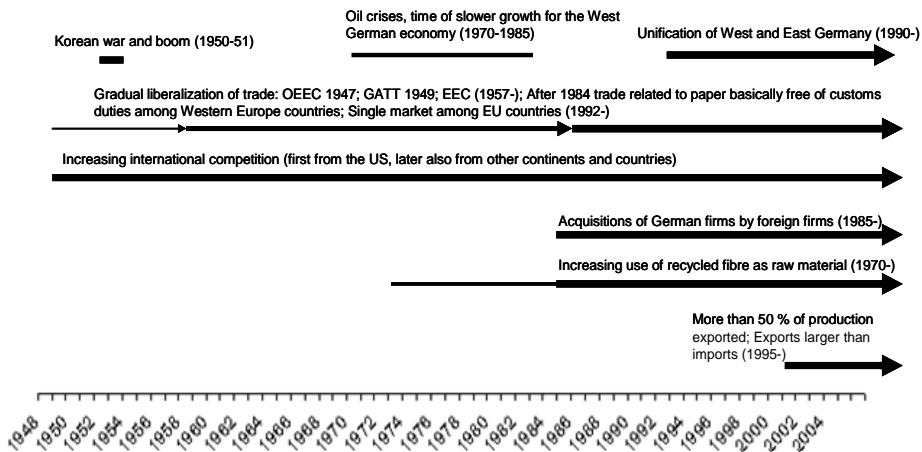 Oil crises, time of slower growth for the West
German economy (1970-1985)
Korean war and boom (1950-51)
Unification of West and East Germany (1990-)
Gradual liberalization of trade: OEEC 1947; GATT 1949; EEC (1957-); After 1984 trade related to paper basically free of customs
duties among Western Europe countries; Single market among EU countries (1992-)
Increasing international competition (first from the US, later also from other continents and countries)
Acquisitions of German firms by foreign firms (1985-)
Increasing use of recycled fibre as raw material (1970-)
More than 50 % of production
exported; Exports larger than
imports (1995-)
1948 1950 1952 1954 1956 1958 1960 1962 1964 1966 1968 1970 1972 1974 1976 1978 1980 1982 1984 1986 1988 1990 1992 1994 1996 1998 2000 2002 2004